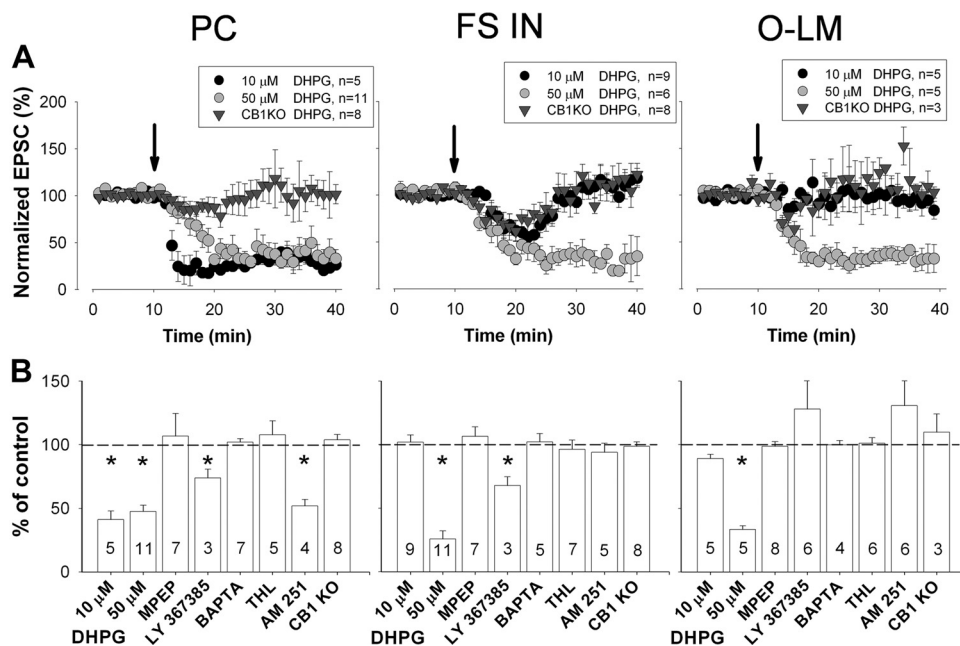 PC
FS IN
O-LM
A
10 μM DHPG, n=5
50 μM DHPG, n=11
CB1KO DHPG, n=8
10 μM DHPG, n=9
50 μM DHPG, n=6
CB1KO DHPG, n=8
10 μM DHPG, n=5
50 μM DHPG, n=5
CB1KO DHPG, n=3
Normalized EPSC (%)
200
150
100
50
0
0 10 20 30 40
0 10 20 30 40
0 10 20 30 40
Time (min)
Time (min)
Time (min)
B
% of control
150
100
50
0
* * * *
* *
*
5 11 7 3 7 5 4 8
9 11 7 3 5 7 5 8
5 5 8 6 4 6 6 3
10 μM 50 μM MPEP LY 367385 BAPTA THL AM 251 CB1 KO
DHPG
10 μM 50 μM MPEP LY 367385 BAPTA THL AM 251 CB1 KO
DHPG
10 μM 50 μM MPEP LY 367385 BAPTA THL AM 251 CB1 KO
DHPG